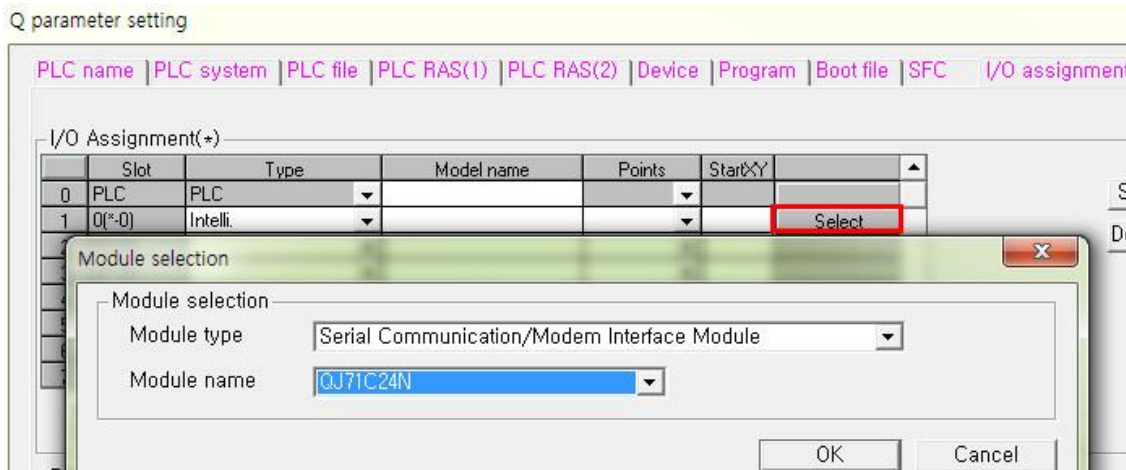 Q parameter setting
PLC name |PLC system |PLC file |PLC RAS(1) |PLC RAS(2) |Device |Program |Boot file |SFC I/O assignment
I/O Assignment(*)
Slot Type Model name Points StartXY
0 PLC PLC
1 0(*-0) Intelli. Select
Module selection
Module selection
Module type Serial Communication/Modem Interface Module
Module name QJ71C24N
OK Cancel